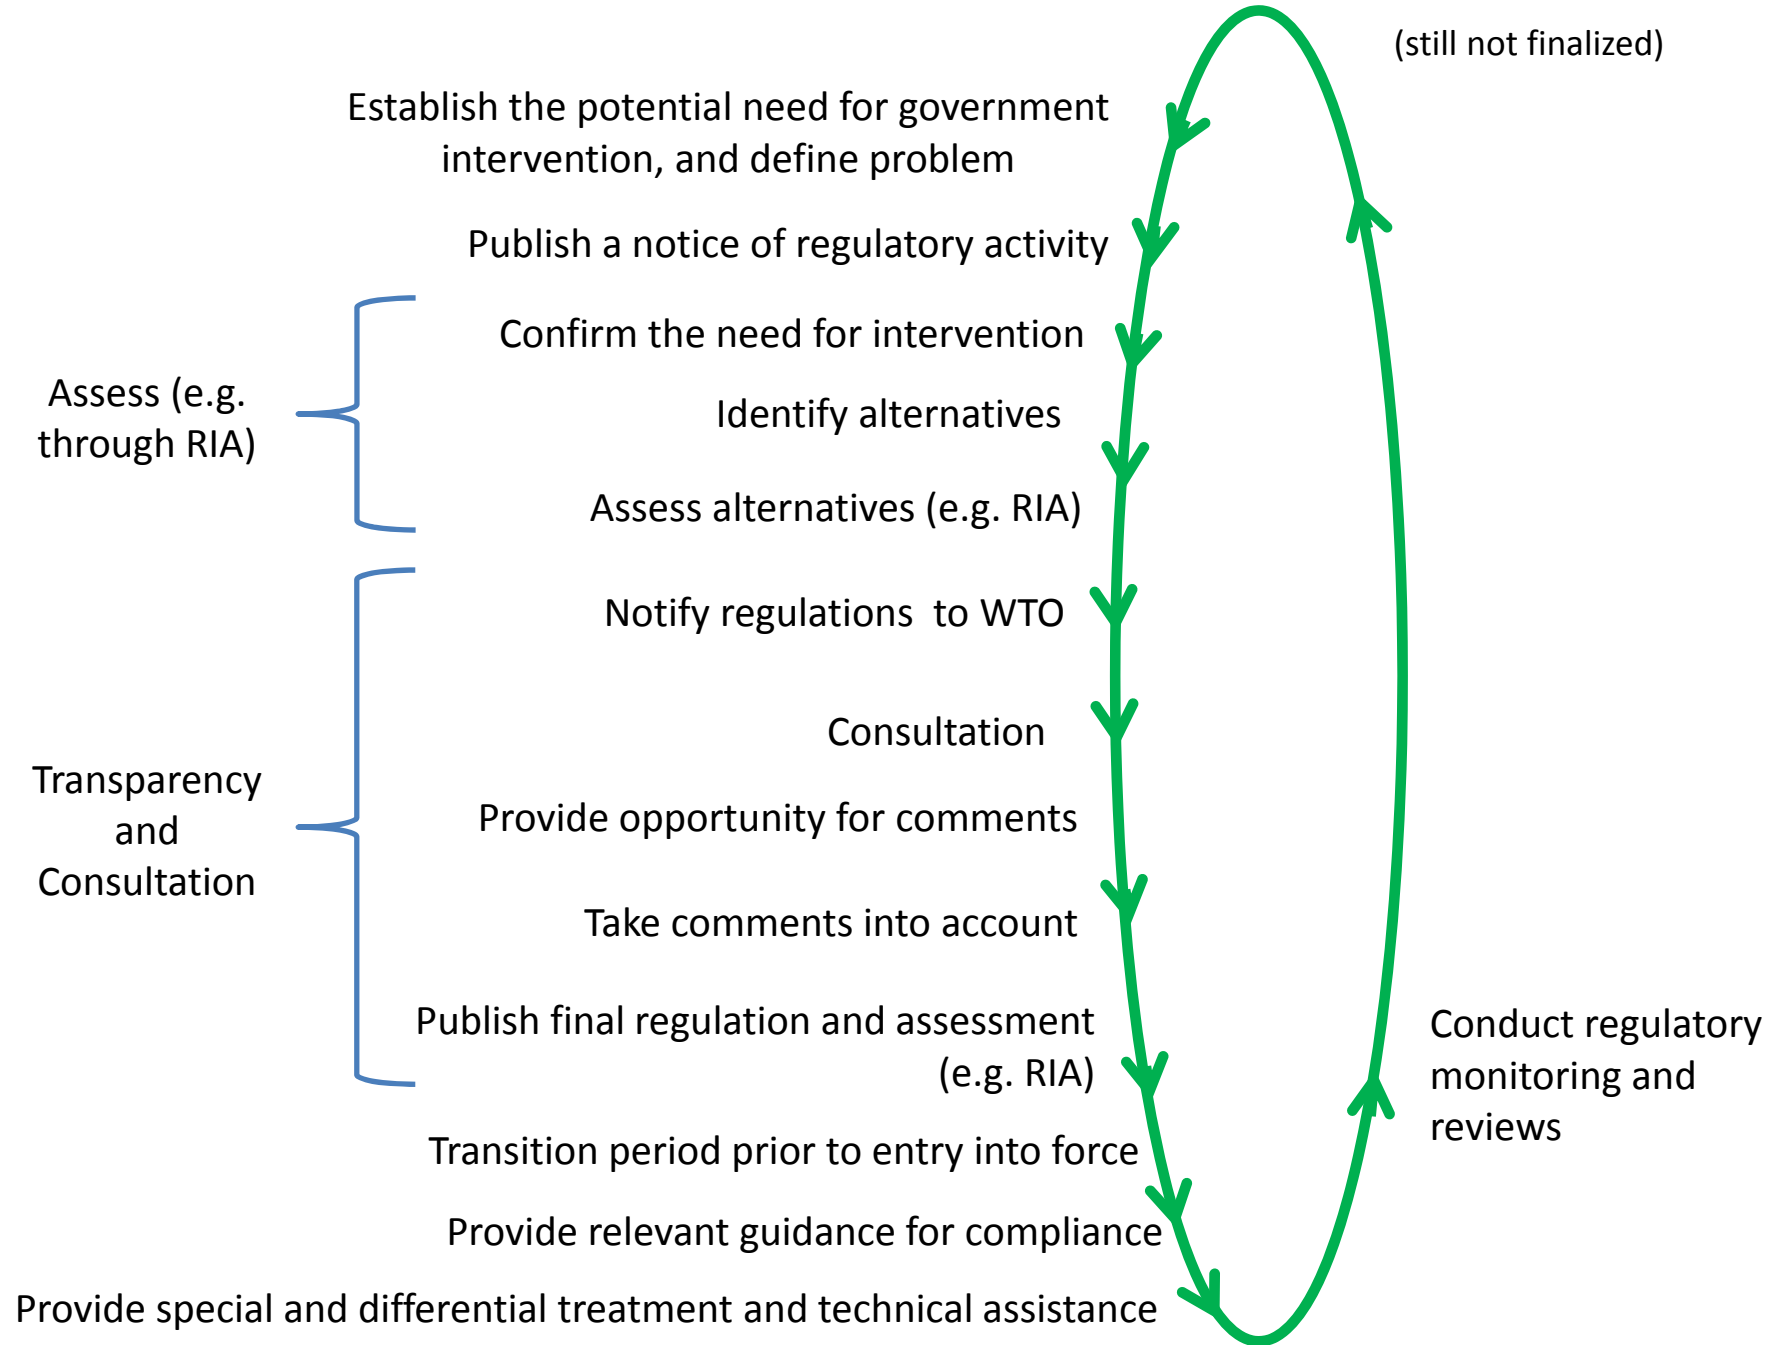 (still not finalized)
Establish the potential need for government
intervention, and define problem
Publish a notice of regulatory activity
Confirm the need for intervention
Assess (e.g.
through RIA)
Identify alternatives
Assess alternatives (e.g. RIA)
Notify regulations  to WTO
Consultation
Transparency
and
Consultation
Provide opportunity for comments
Take comments into account
Publish final regulation and assessment
(e.g. RIA)
Conduct regulatory
monitoring and
reviews
Transition period prior to entry into force
Provide relevant guidance for compliance
Provide special and differential treatment and technical assistance